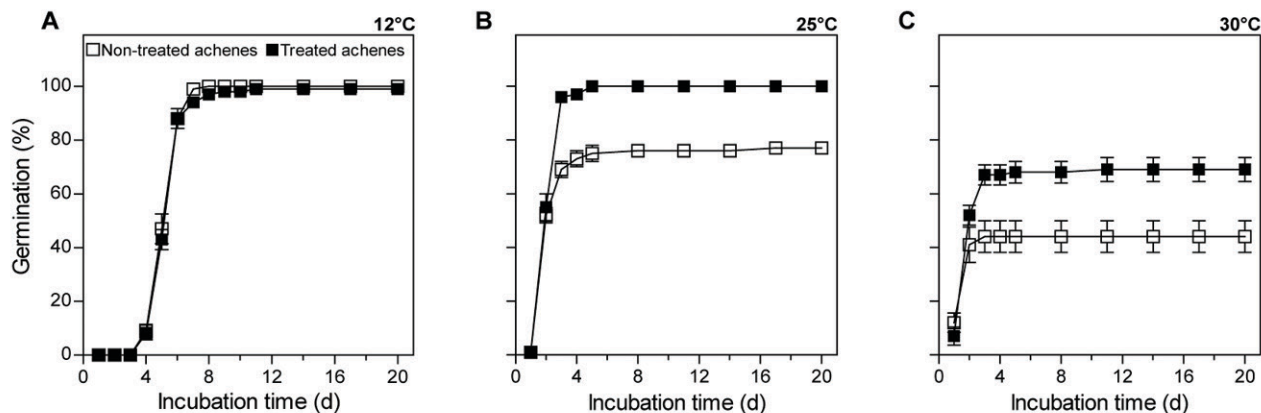 A 12°C
Non-treated achenes Treated achenes
Germination (%)
100
80
60
40
20
0
0 4 8 12 16 20
Incubation time (d)
B 25°C
0 4 8 12 16 20
Incubation time (d)
C 30°C
0 4 8 12 16 20
Incubation time (d)